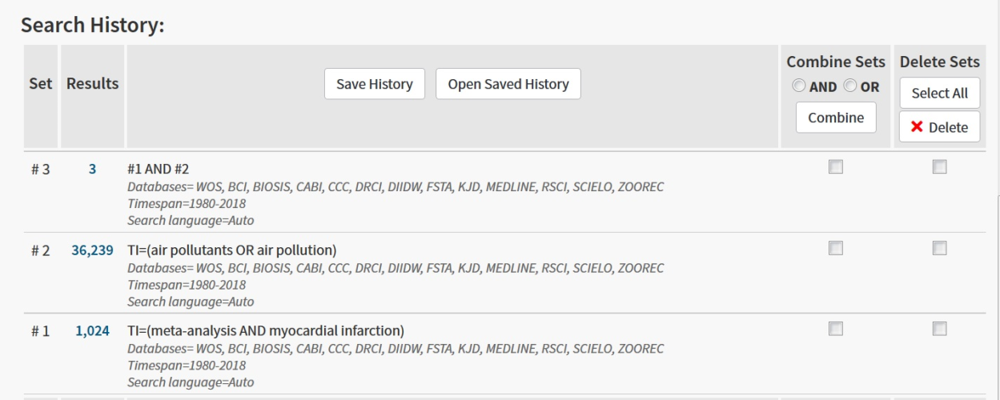 Search History:
Set Results Save History Open Saved History Combine Sets Delete Sets
AND OR Select All
Combine Delete
# 3 3 #1 AND #2
Databases= WOS, BCI, BIOSIS, CABI, CCC, DRCI, DIIDW, FSTA, KJD, MEDLINE, RSCI, SCIELO, ZOOREC
Timespan=1980-2018
Search language=Auto
# 2 36,239 TI=(air pollutants OR air pollution)
Databases= WOS, BCI, BIOSIS, CABI, CCC, DRCI, DIIDW, FSTA, KJD, MEDLINE, RSCI, SCIELO, ZOOREC
Timespan=1980-2018
Search language=Auto
# 1 1,024 TI=(meta-analysis AND myocardial infarction)
Databases= WOS, BCI, BIOSIS, CABI, CCC, DRCI, DIIDW, FSTA, KJD, MEDLINE, RSCI, SCIELO, ZOOREC
Timespan=1980-2018
Search language=Auto